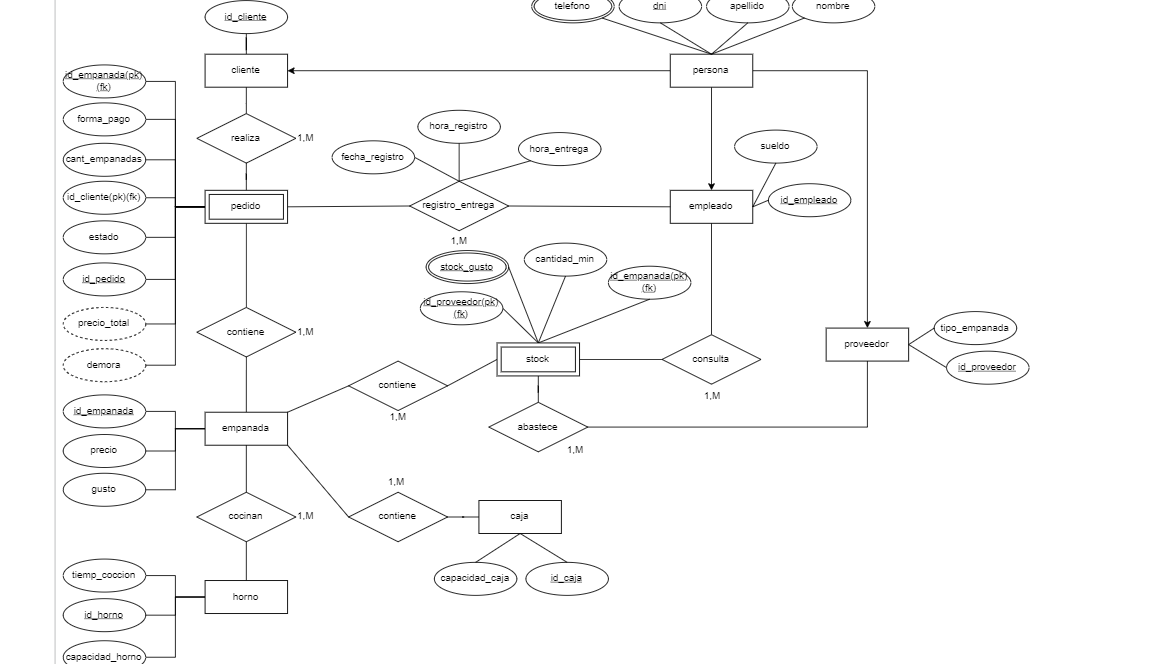 telefono
dni
apellido
nombre
id_cliente
cliente
persona
id_empanada(pk)
(fk)
forma_pago
cant_empanadas
id_cliente(pk)(fk)
estado
id_pedido
precio_total
demora
realiza
1,M
hora_registro
fecha_registro
hora_entrega
sueldo
pedido
registro_entrega
1,M
empleado
id_empleado
stock_gusto
cantidad_min
id_empanada(pk)
(fk)
id_proveedor(pk)
(fk)
contiene
1,M
stock
consulta
1,M
proveedor
tipo_empanada
id_proveedor
contiene
1,M
id_empanada
precio
gusto
empanada
abastece
1,M
1,M
cocinan
1,M
contiene
caja
capacidad_caja
id_caja
tiemp_coccion
id_horno
capacidad_horno
horno